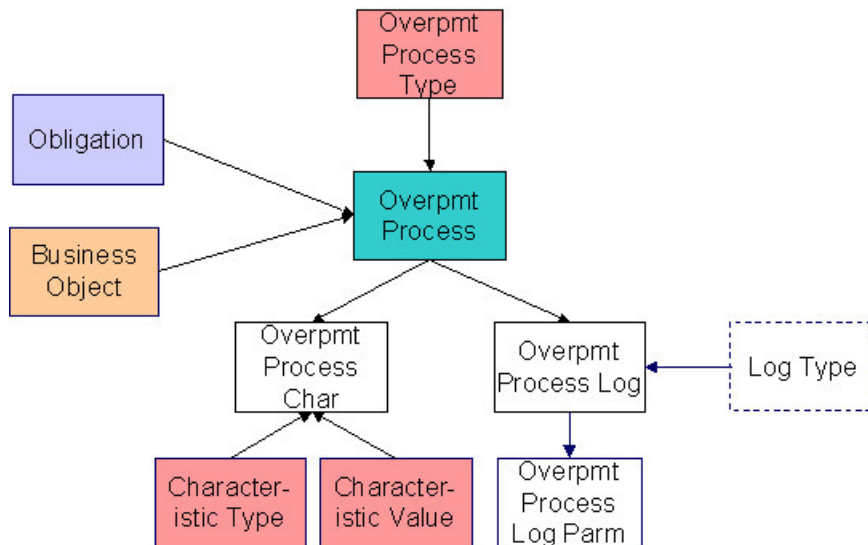 Overpmt
Process
Type
Obligation
Overpmt
Process
Business
Object
Overpmt
Process
Char
Overpmt
Process Log
Log Type
Character-
istic Type
Character-
istic Value
Overpmt
Process
Log Parm